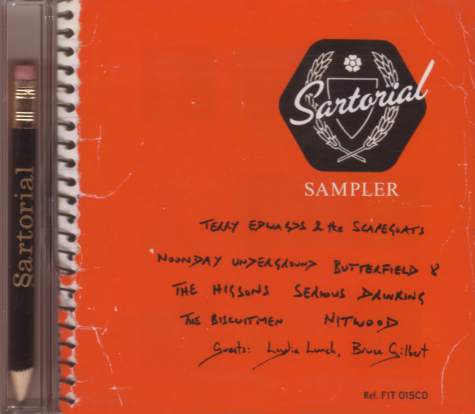 Sartorial
Sartorial
SAMPLER
TERRY EDWARDS & the SCAPEGOATS
NOONDAY UNDERGROUND BUTTERFIELD 8
THE HIGSONS SERIOUS DRINKING
THE BISCUITMEN NITWOOD
Guests: Lydia Lunch, Bruce Gilbert
Ref. FIT 015CD